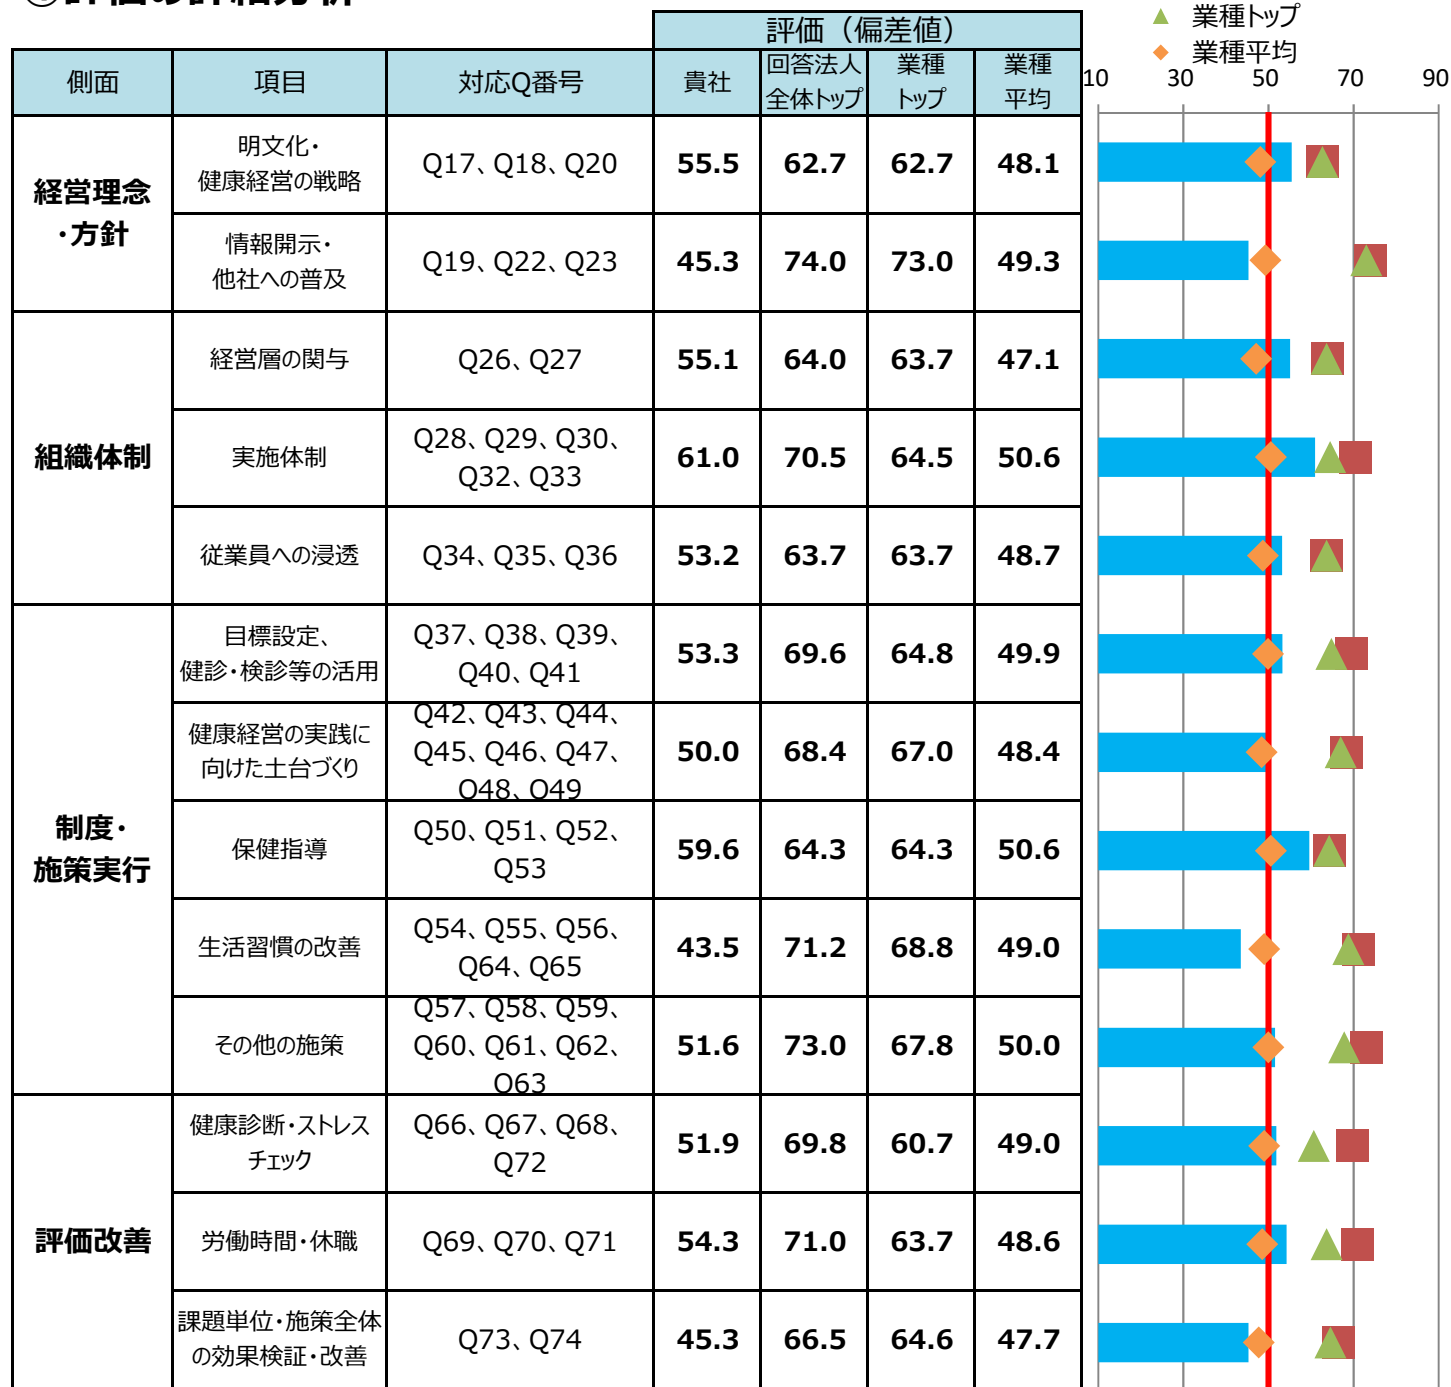 ▲ 業種トップ
◆ 業種平均
評価（偏差値）
側面 項目 対応Q番号 貴社 回答法人 業種 業種
全体トップ トップ 平均
10 30 50 70 90
経営理念
・方針
明文化・
健康経営の戦略
Q17、Q18、Q20
55.5 62.7 62.7 48.1
情報開示・
他社への普及
Q19、Q22、Q23
45.3 74.0 73.0 49.3
組織体制
経営層の関与
Q26、Q27
55.1 64.0 63.7 47.1
実施体制
Q28、Q29、Q30、
Q32、Q33
61.0 70.5 64.5 50.6
従業員への浸透
Q34、Q35、Q36
53.2 63.7 63.7 48.7
制度・
施策実行
目標設定、
健診・検診等の活用
Q37、Q38、Q39、
Q40、Q41
53.3 69.6 64.8 49.9
健康経営の実践に
向けた土台づくり
Q42、Q43、Q44、
Q45、Q46、Q47、
Q48、Q49
50.0 68.4 67.0 48.4
保健指導
Q50、Q51、Q52、
Q53
59.6 64.3 64.3 50.6
生活習慣の改善
Q54、Q55、Q56、
Q64、Q65
43.5 71.2 68.8 49.0
その他の施策
Q57、Q58、Q59、
Q60、Q61、Q62、
Q63
51.6 73.0 67.8 50.0
評価改善
健康診断・ストレス
チェック
Q66、Q67、Q68、
Q72
51.9 69.8 60.7 49.0
労働時間・休職
Q69、Q70、Q71
54.3 71.0 63.7 48.6
課題単位・施策全体
の効果検証・改善
Q73、Q74
45.3 66.5 64.6 47.7